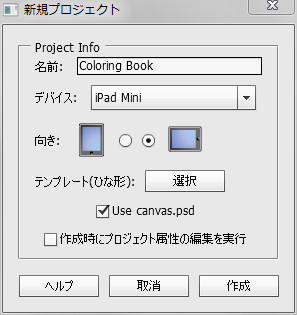 新規プロジェクト
Project Info
名前: Coloring Book
デバイス: iPad Mini
向き:
テンプレート(ひな形): 選択
Use canvas.psd
作成時にプロジェクト属性の編集を実行
ヘルプ 取消 作成